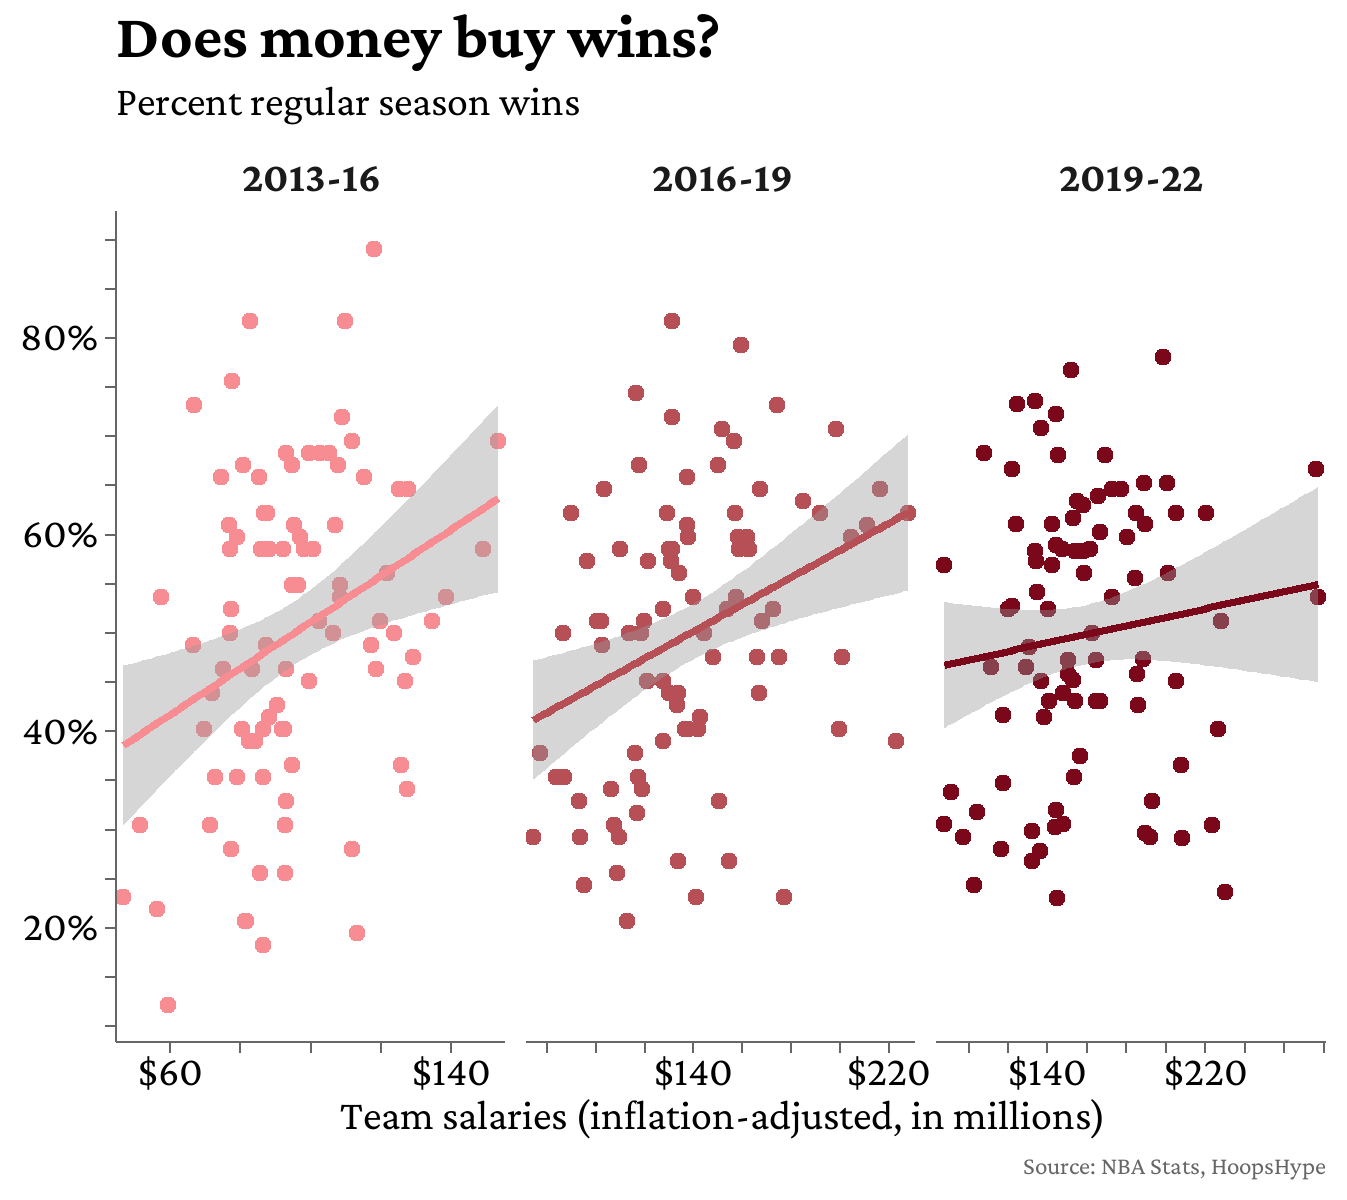 Does money buy wins?
Percent regular season wins
2013-16 2016-19 2019-22
80%
60%
40%
20%
$60 $140 $140 $220 $140 $220
Team salaries (inflation-adjusted, in millions)
Source: NBA Stats, HoopsHype